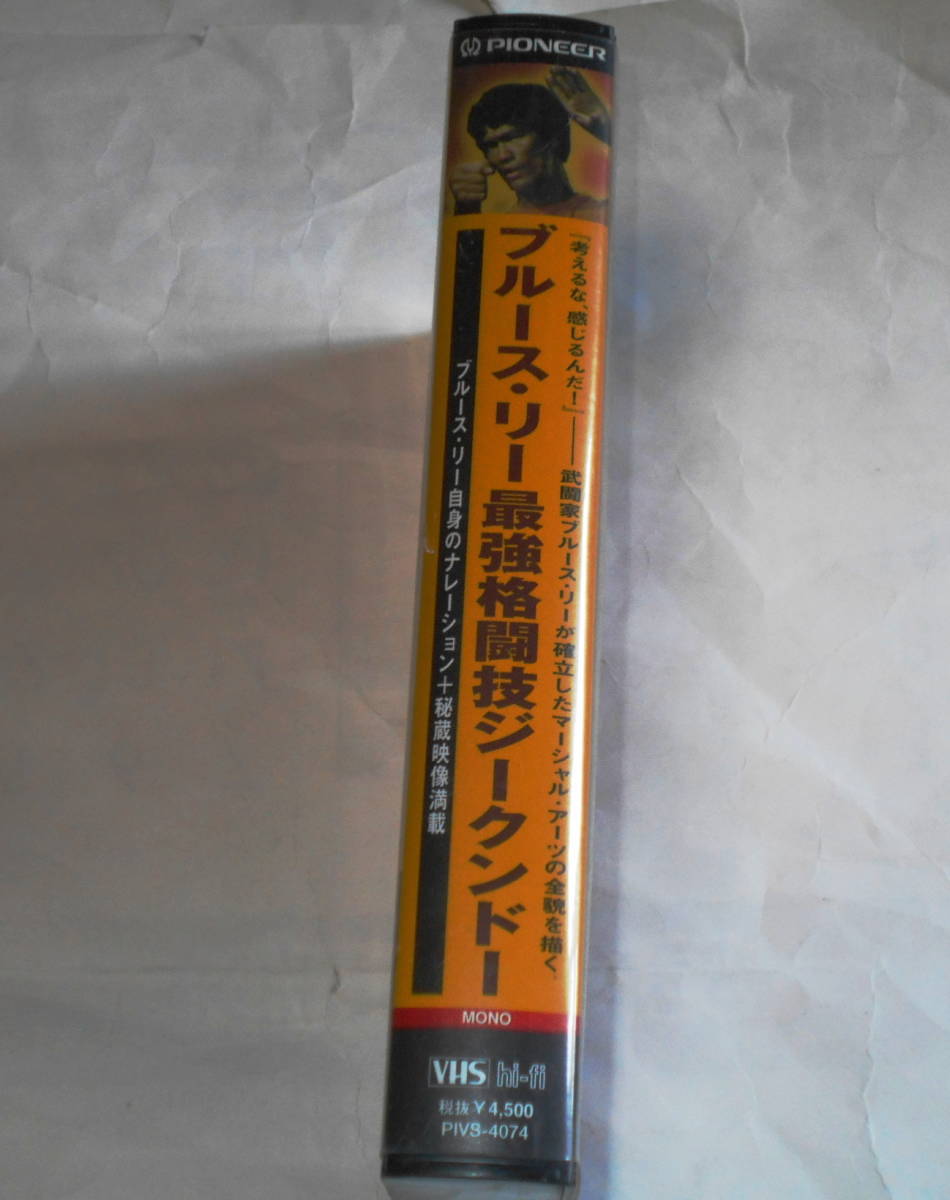 PIONEER
『考えるな、感じるんだ!』── 武闘家ブルース・リーが確立したマーシャル・アーツの全貌を描く。
ブルース・リー最強格闘技ジークンドー
ブルース・リー自身のナレーション＋秘蔵映像満載
MONO
VHS hi-fi
税抜￥4,500
PIVS-4074